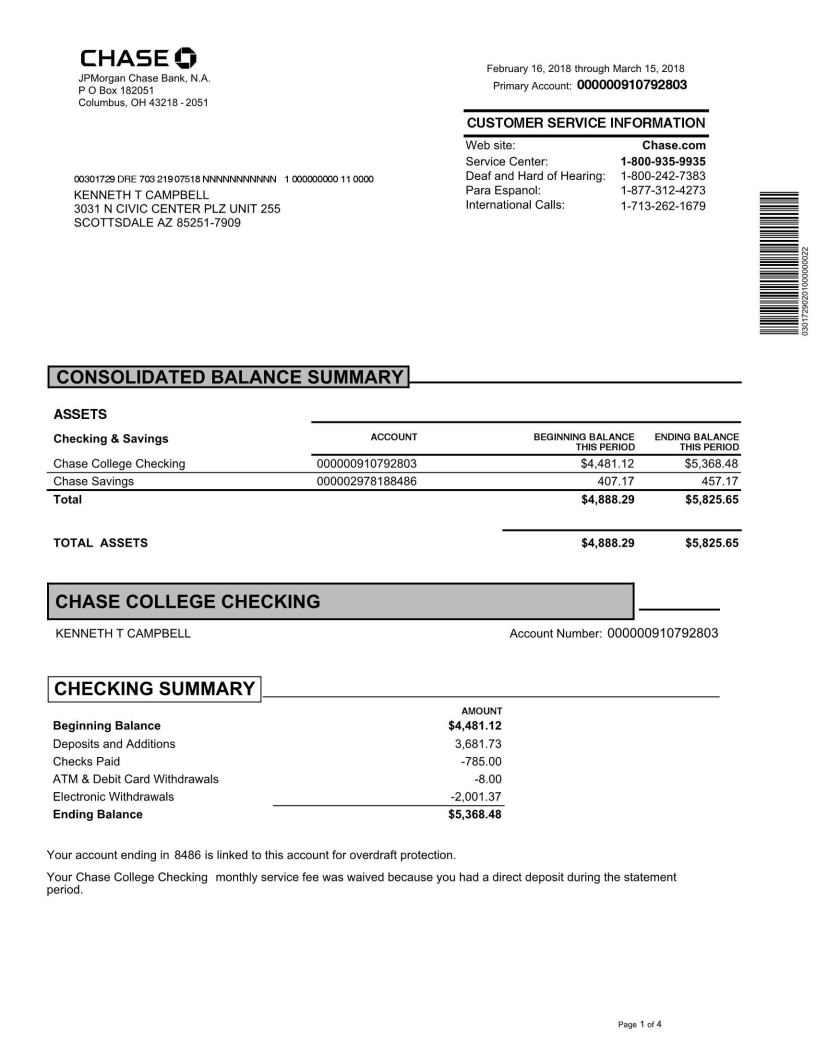 CHASE
JPMorgan Chase Bank, N.A.
P O Box 182051
Columbus, OH 43218 - 2051
February 16, 2018 through March 15, 2018
Primary Account: 000000910792803
CUSTOMER SERVICE INFORMATION
Web site: Chase.com
Service Center: 1-800-935-9935
Deaf and Hard of Hearing: 1-800-242-7383
Para Espanol: 1-877-312-4273
International Calls: 1-713-262-1679
00301729 DRE 703 219 07518 NNNNNNNNNNN 1 000000000 11 0000
KENNETH T CAMPBELL
3031 N CIVIC CENTER PLZ UNIT 255
SCOTTSDALE AZ 85251-7909
03017290201000000022
CONSOLIDATED BALANCE SUMMARY
ASSETS
Checking & Savings ACCOUNT BEGINNING BALANCE THIS PERIOD ENDING BALANCE THIS PERIOD
Chase College Checking 000000910792803 $4,481.12 $5,368.48
Chase Savings 000002978188486 407.17 457.17
Total $4,888.29 $5,825.65
TOTAL ASSETS $4,888.29 $5,825.65
CHASE COLLEGE CHECKING
KENNETH T CAMPBELL Account Number: 000000910792803
CHECKING SUMMARY
AMOUNT
Beginning Balance $4,481.12
Deposits and Additions 3,681.73
Checks Paid -785.00
ATM & Debit Card Withdrawals -8.00
Electronic Withdrawals -2,001.37
Ending Balance $5,368.48
Your account ending in 8486 is linked to this account for overdraft protection.
Your Chase College Checking monthly service fee was waived because you had a direct deposit during the statement
period.
Page 1 of 4